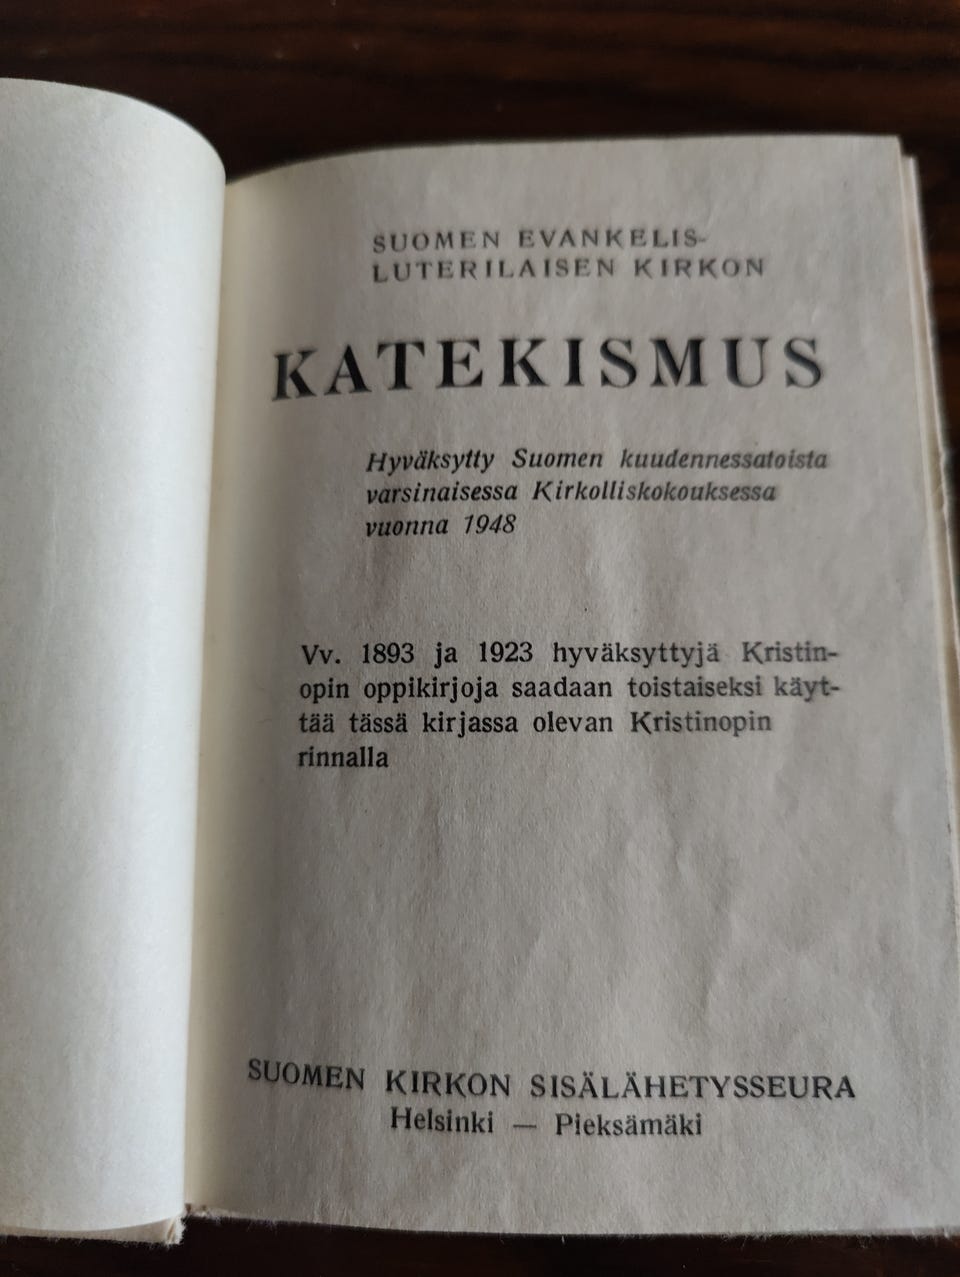 SUOMEN EVANKELIS-
LUTERILAISEN KIRKON
KATEKISMUS
Hyväksytty Suomen kuudennessatoista
varsinaisessa Kirkolliskokouksessa
vuonna 1948
Vv. 1893 ja 1923 hyväksyttyjä Kristin-
opin oppikirjoja saadaan toistaiseksi käyt-
tää tässä kirjassa olevan Kristinopin
rinnalla
SUOMEN KIRKON SISÄLÄHETYSSEURA
Helsinki — Pieksämäki